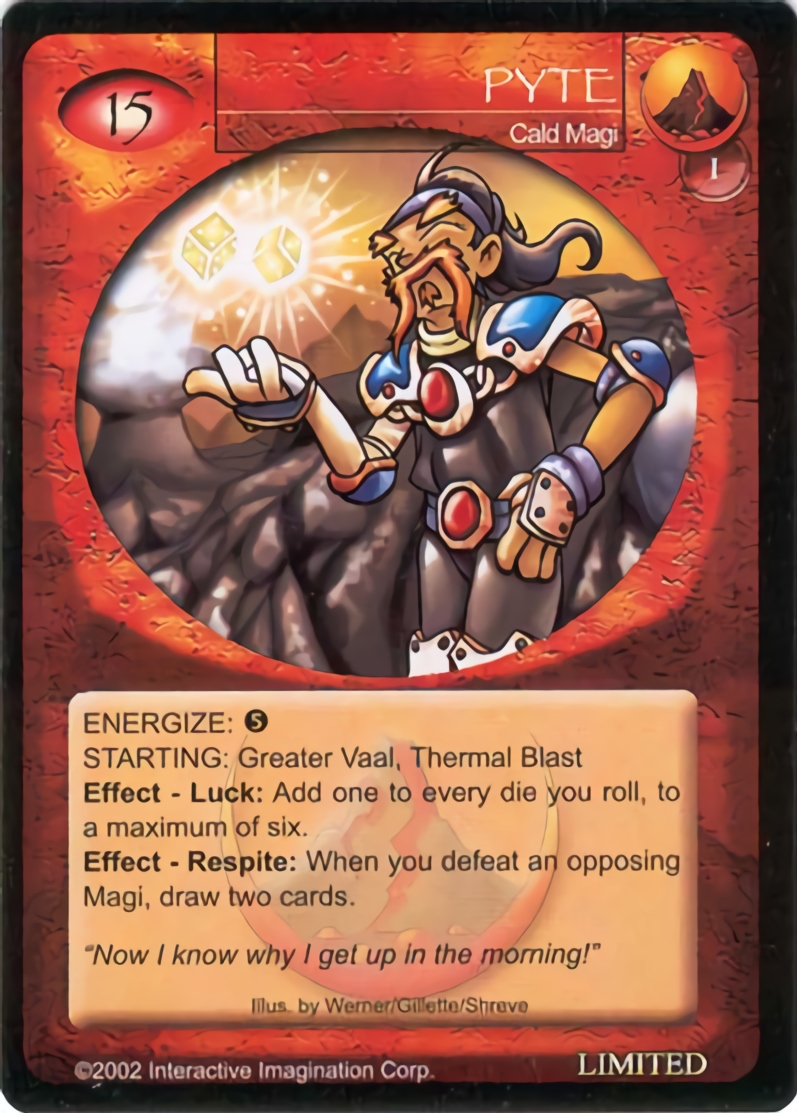 15
PYTE
Cald Magi
I
ENERGIZE: 5
STARTING: Greater Vaal, Thermal Blast
Effect - Luck: Add one to every die you roll, to
a maximum of six.
Effect - Respite: When you defeat an opposing
Magi, draw two cards.
"Now I know why I get up in the morning!"
Illus. by Werner/Gillette/Shreve
©2002 Interactive Imagination Corp.
LIMITED